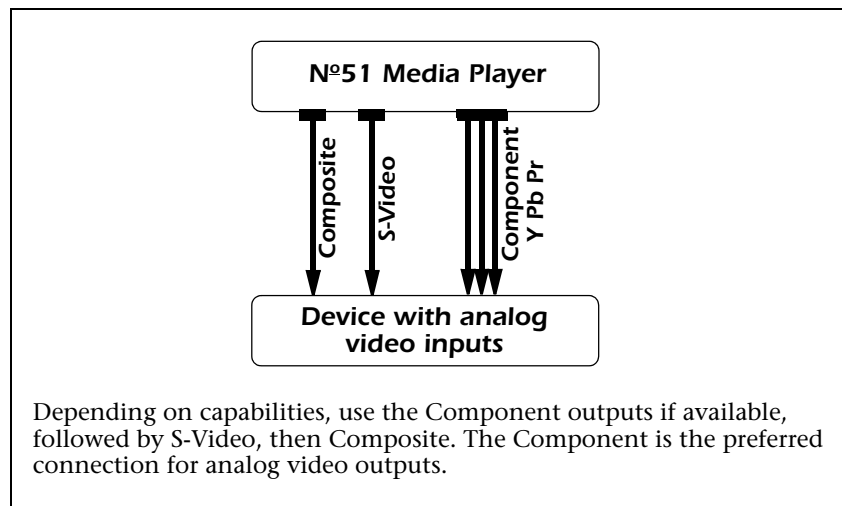 Nº51 Media Player
Composite
S-Video
Component
Y Pb Pr
Device with analog
video inputs
Depending on capabilities, use the Component outputs if available,
followed by S-Video, then Composite. The Component is the preferred
connection for analog video outputs.